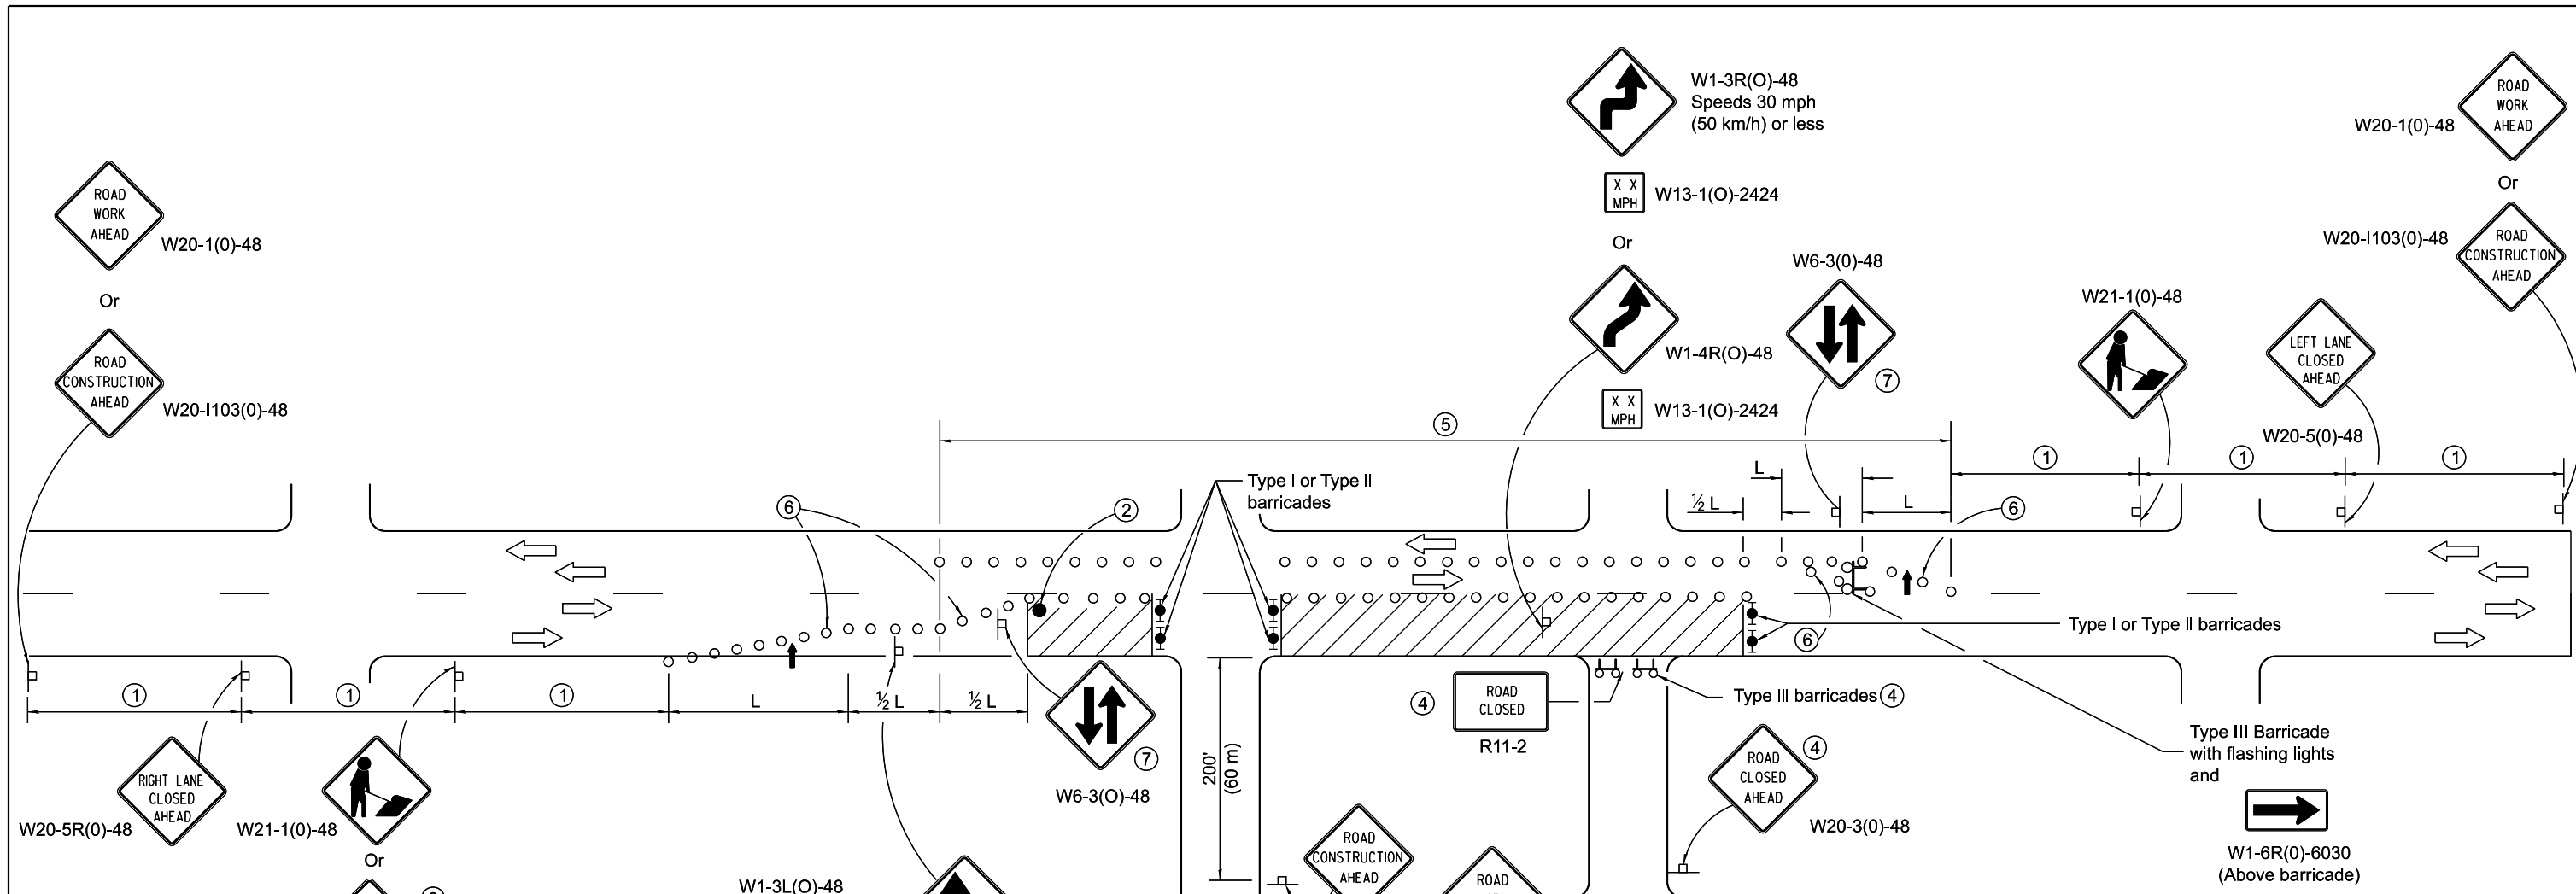 W1-3R(O)-48
Speeds 30 mph
(50 km/h) or less
ROAD
WORK
AHEAD
W20-1(0)-48
Or
ROAD
CONSTRUCTION
AHEAD
W20-I103(0)-48
X X
MPH
W13-1(O)-2424
Or
W1-4R(O)-48
X X
MPH
W13-1(O)-2424
W6-3(0)-48
7
W21-1(0)-48
LEFT LANE
CLOSED
AHEAD
W20-5(0)-48
ROAD
WORK
AHEAD
W20-1(0)-48
Or
ROAD
CONSTRUCTION
AHEAD
W20-I103(0)-48
5
1
1
1
L
½ L
L
6
6
2
Type I or Type II
barricades
6
Type I or Type II barricades
1
1
1
L
½ L
½ L
RIGHT LANE
CLOSED
AHEAD
W20-5R(0)-48
W21-1(0)-48
Or
7
W6-3(O)-48
200'
(60 m)
4
ROAD
CLOSED
R11-2
Type III barricades 4
4
ROAD
CLOSED
AHEAD
W20-3(0)-48
Type III Barricade
with flashing lights
and
W1-6R(0)-6030
(Above barricade)
W1-3L(O)-48
ROAD
CONSTRUCTION
AHEAD
ROAD